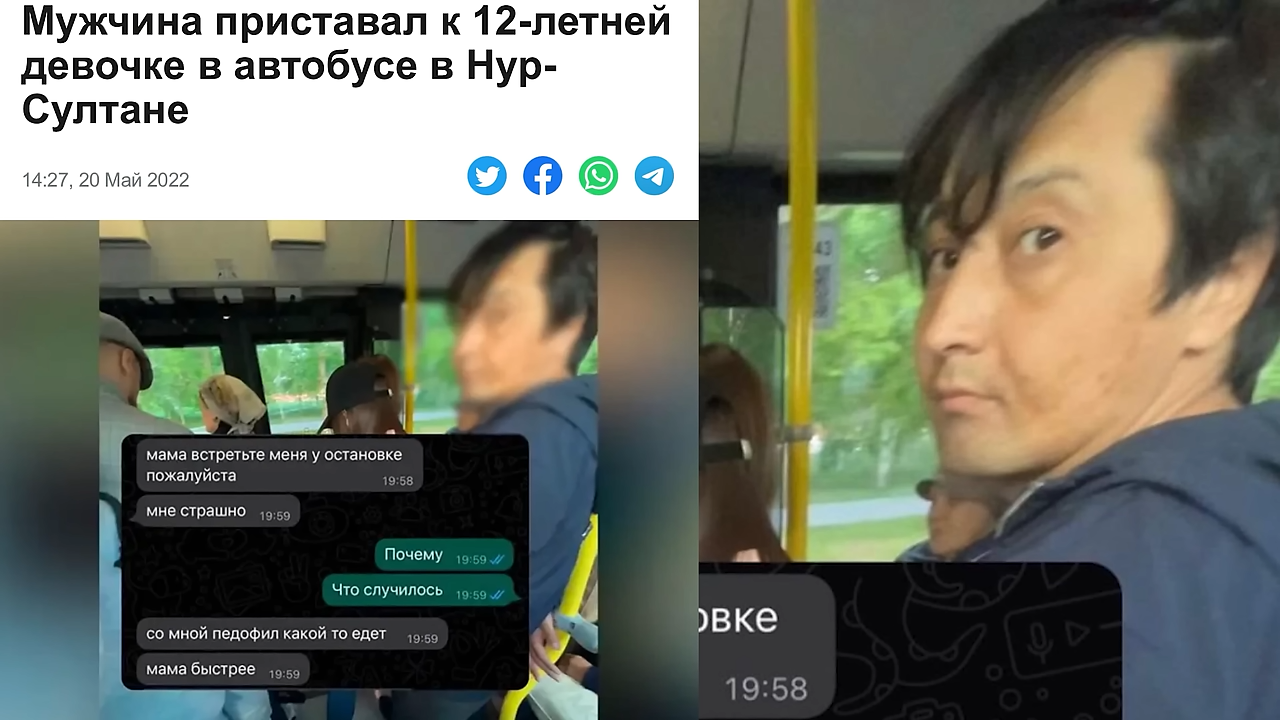 Мужчина приставал к 12-летней
девочке в автобусе в Нур-
Султане
14:27, 20 Май 2022
мама встретьте меня у остановке
пожалуйста
19:58
мне страшно 19:59
Почему 19:59
Что случилось 19:59
со мной педофил какой то едет 19:59
мама быстрее 19:59
43
овке
19:58